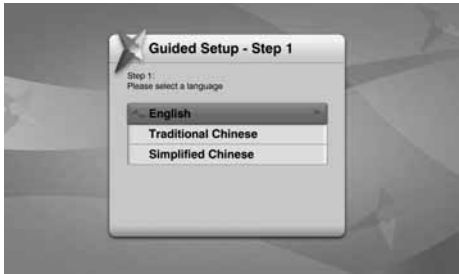 Guided Setup - Step 1
Step 1:
Please select a language
English
Traditional Chinese
Simplified Chinese